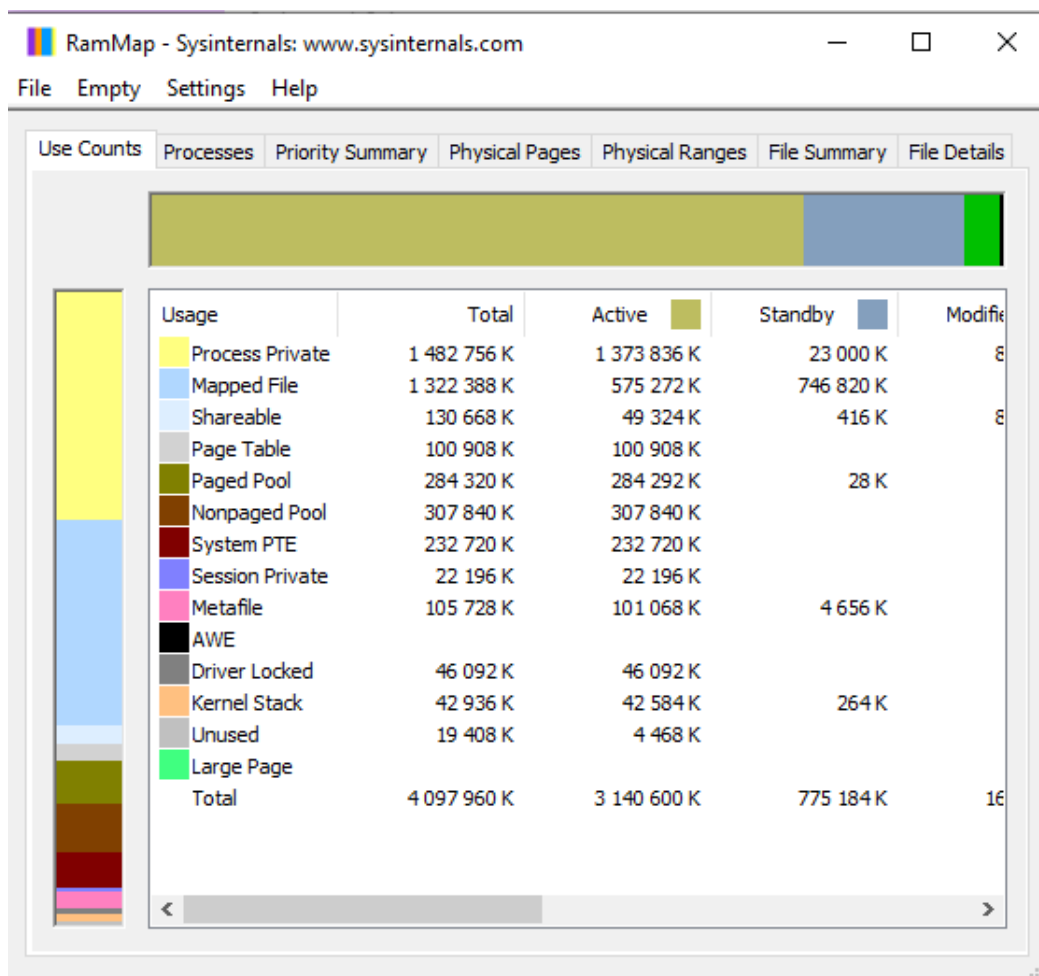 RamMap - Sysinternals: www.sysinternals.com
File Empty Settings Help
Use Counts Processes Priority Summary Physical Pages Physical Ranges File Summary File Details
Usage Total Active Standby Modifie
Process Private 1 482 756 K 1 373 836 K 23 000 K 8
Mapped File 1 322 388 K 575 272 K 746 820 K
Shareable 130 668 K 49 324 K 416 K 8
Page Table 100 908 K 100 908 K
Paged Pool 284 320 K 284 292 K 28 K
Nonpaged Pool 307 840 K 307 840 K
System PTE 232 720 K 232 720 K
Session Private 22 196 K 22 196 K
Metafile 105 728 K 101 068 K 4 656 K
AWE
Driver Locked 46 092 K 46 092 K
Kernel Stack 42 936 K 42 584 K 264 K
Unused 19 408 K 4 468 K
Large Page
Total 4 097 960 K 3 140 600 K 775 184 K 16